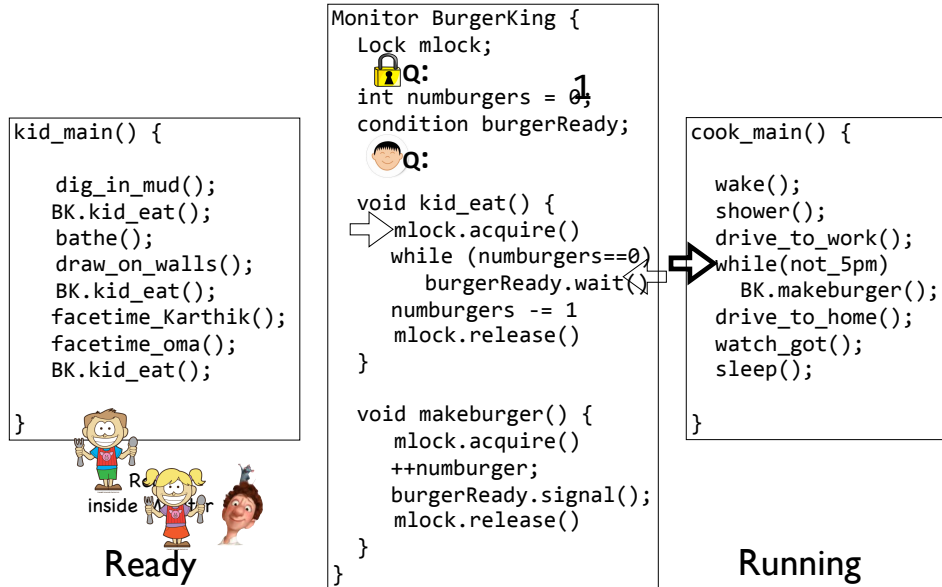 kid_main() {
dig_in_mud();
BK.kid_eat();
bathe();
draw_on_walls();
BK.kid_eat();
facetime_Karthik();
facetime_oma();
BK.kid_eat();
}
inside
Ready
Monitor BurgerKing {
Lock mlock;
Q:
1
int numburgers = 0;
condition burgerReady;
Q:
void kid_eat() {
mlock.acquire()
while (numburgers==0)
burgerReady.wait()
numburgers -= 1
mlock.release()
}
void makeburger() {
mlock.acquire()
++numburger;
burgerReady.signal();
mlock.release()
}
}
cook_main() {
wake();
shower();
drive_to_work();
while(not_5pm)
BK.makeburger();
drive_to_home();
watch_got();
sleep();
}
Running